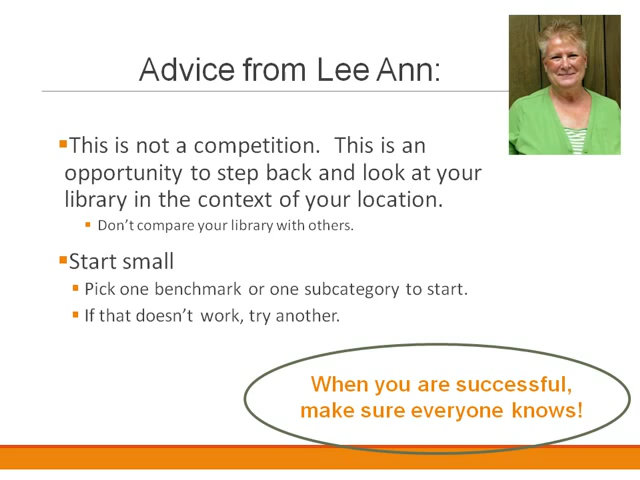 Advice from Lee Ann:
▪This is not a competition.  This is an
opportunity to step back and look at your
library in the context of your location.
▪ Don't compare your library with others.
▪Start small
▪ Pick one benchmark or one subcategory to start.
▪ If that doesn't work, try another.
When you are successful,
make sure everyone knows!